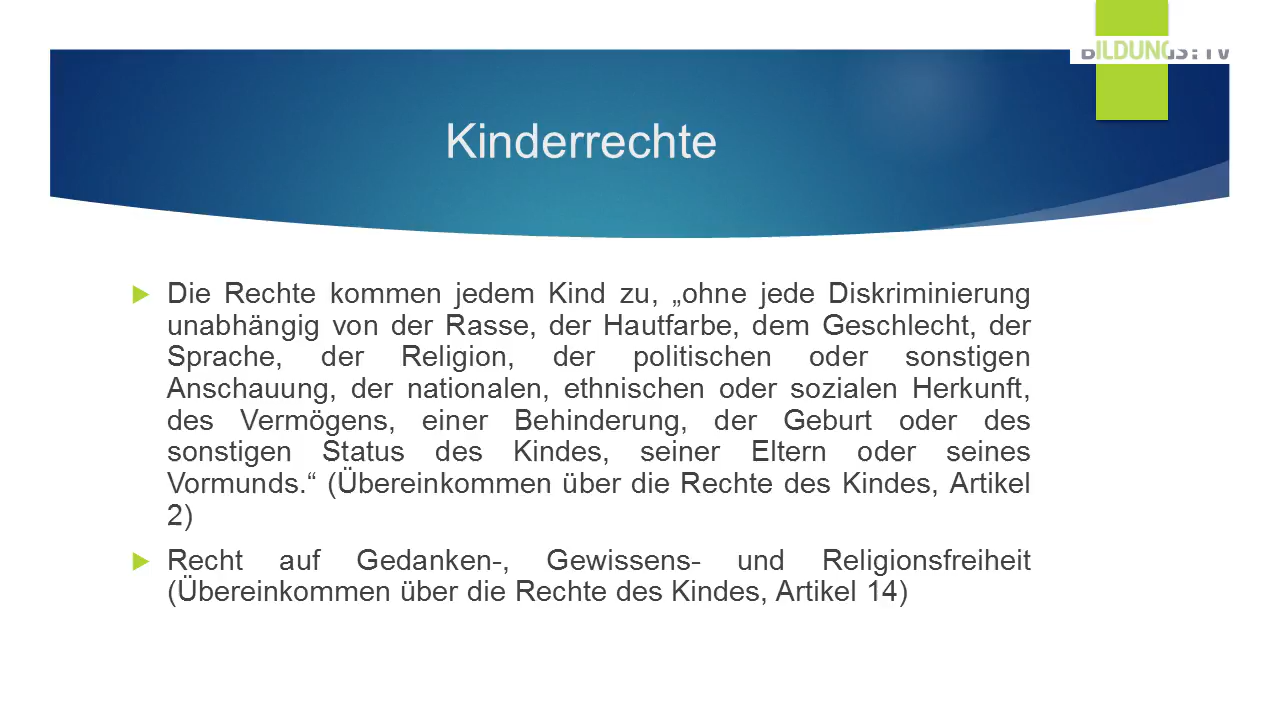 BILDUNGS:TV
Kinderrechte
Die Rechte kommen jedem Kind zu, „ohne jede Diskriminierung
unabhängig von der Rasse, der Hautfarbe, dem Geschlecht, der
Sprache, der Religion, der politischen oder sonstigen
Anschauung, der nationalen, ethnischen oder sozialen Herkunft,
des Vermögens, einer Behinderung, der Geburt oder des
sonstigen Status des Kindes, seiner Eltern oder seines
Vormunds.“ (Übereinkommen über die Rechte des Kindes, Artikel
2)
Recht auf Gedanken-, Gewissens- und Religionsfreiheit
(Übereinkommen über die Rechte des Kindes, Artikel 14)